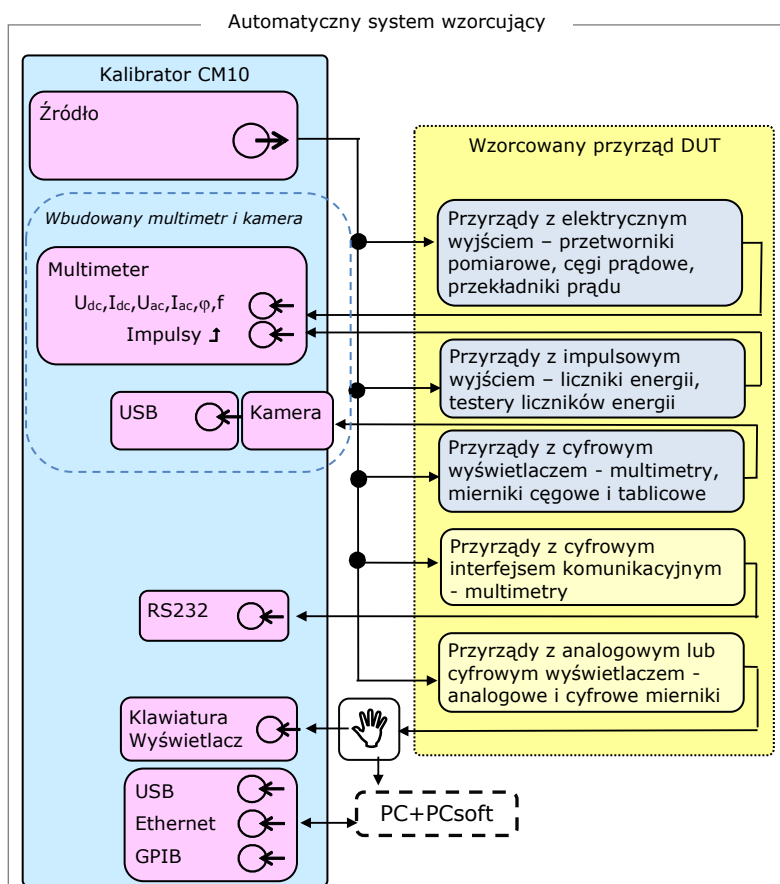 Automatyczny system wzorcujący
Kalibrator CM10
Źródło
Wbudowany multimetr i kamera
Multimeter
Udc,Idc,Uac,Iac,φ,f
Impulsy
USB
Kamera
RS232
Klawiatura
Wyświetlacz
USB
Ethernet
GPIB
Wzorcowany przyrząd DUT
Przyrządy z elektrycznym
wyjściem – przetworniki
pomiarowe, cęgi prądowe,
przekładniki prądu
Przyrządy z impulsowym
wyjściem – liczniki energii,
testery liczników energii
Przyrządy z cyfrowym
wyświetlaczem - multimetry,
mierniki cęgowe i tablicowe
Przyrządy z cyfrowym
interfejsem komunikacyjnym
- multimetry
Przyrządy z analogowym lub
cyfrowym wyświetlaczem -
analogowe i cyfrowe mierniki
PC+PCsoft